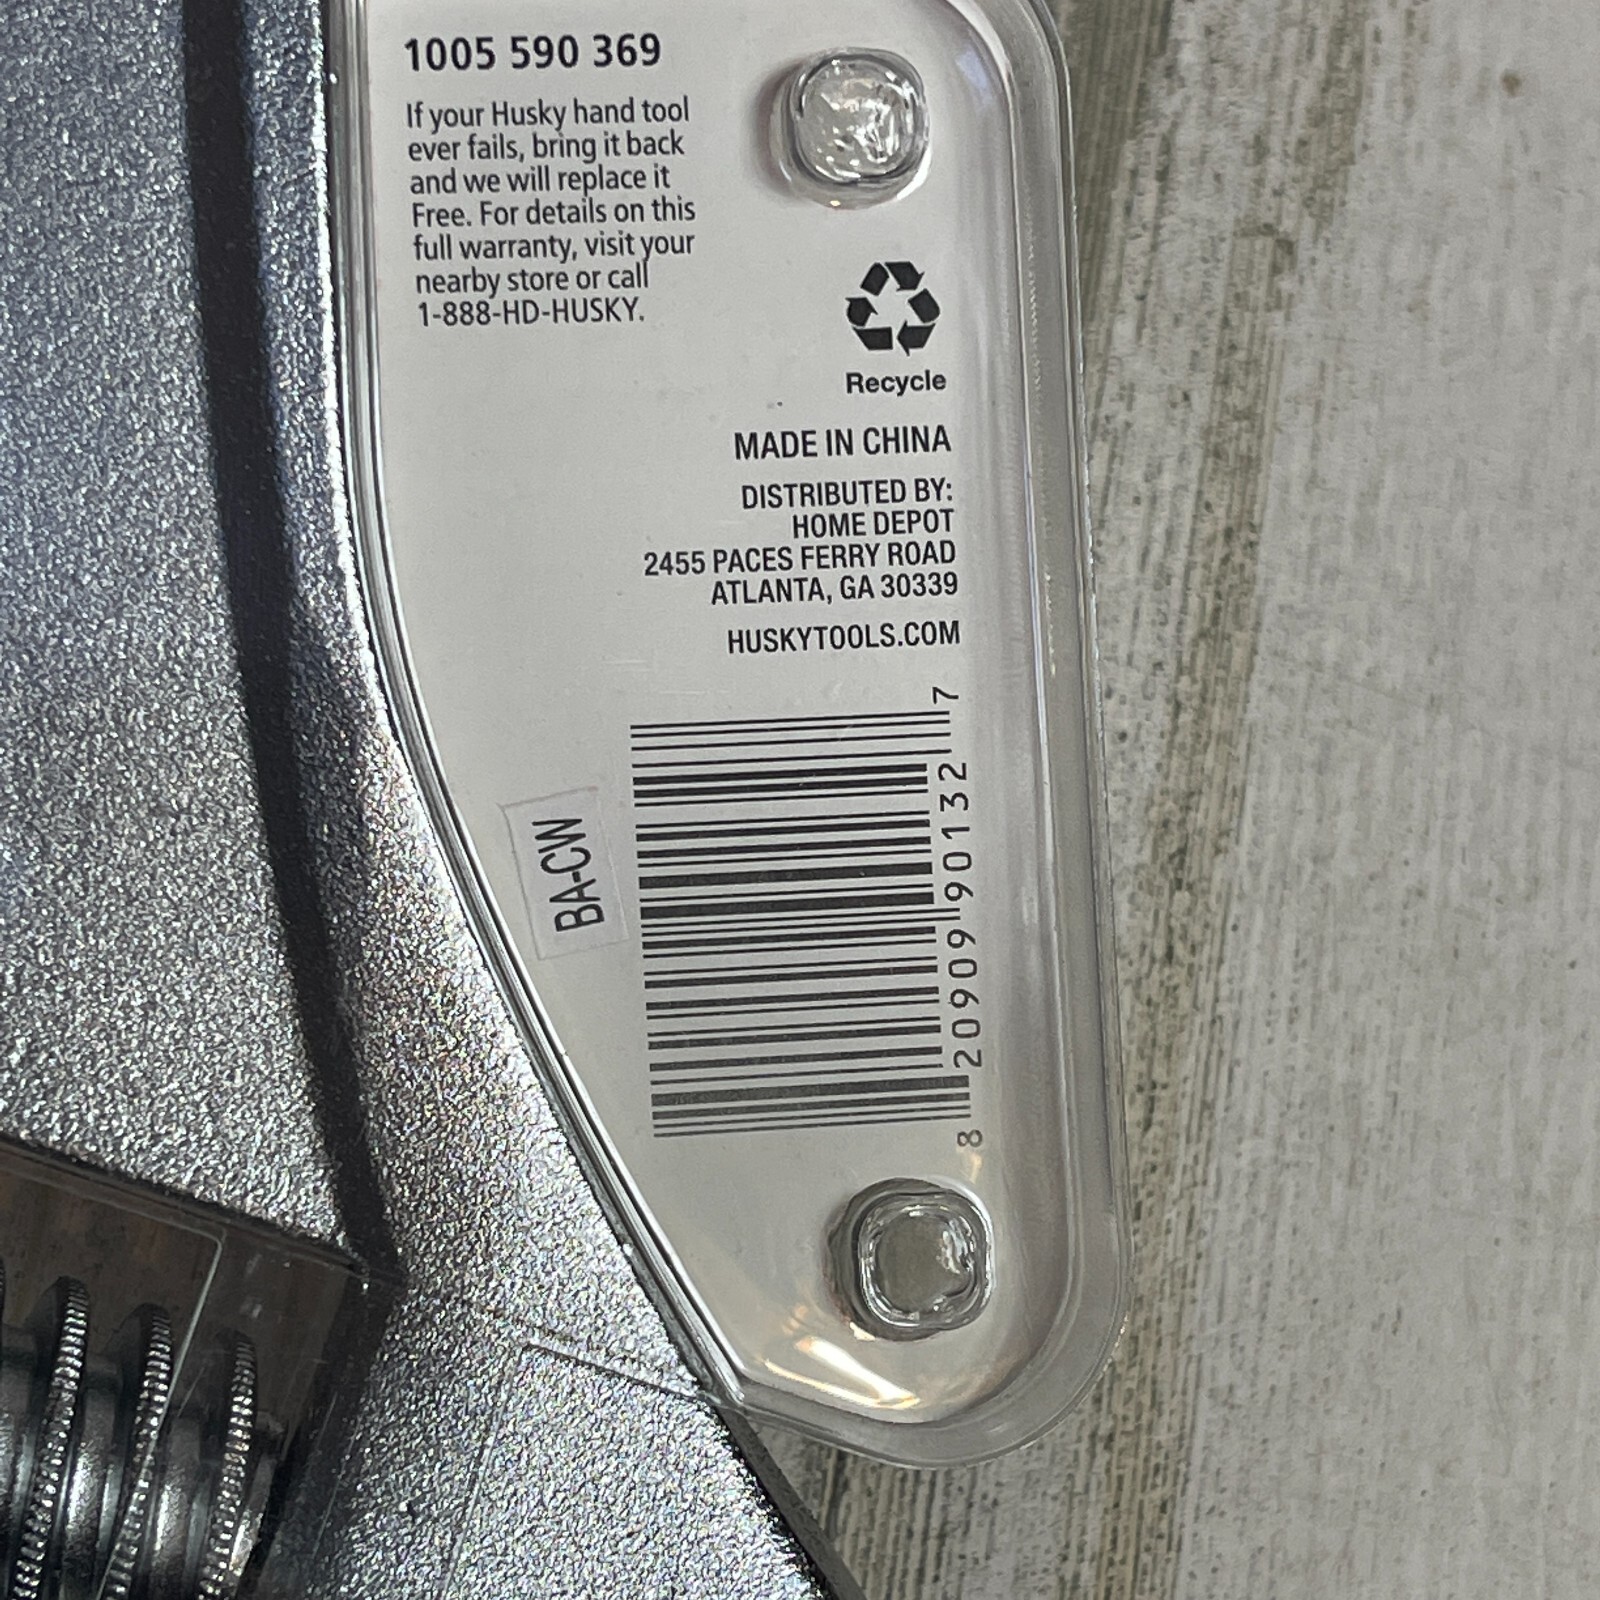 1005 590 369
If your Husky hand tool
ever fails, bring it back
and we will replace it
Free. For details on this
full warranty, visit your
nearby store or call
1-888-HD-HUSKY.
Recycle
MADE IN CHINA
DISTRIBUTED BY:
HOME DEPOT
2455 PACES FERRY ROAD
ATLANTA, GA 30339
HUSKYTOOLS.COM
BA-CW
8 20909 90132 7